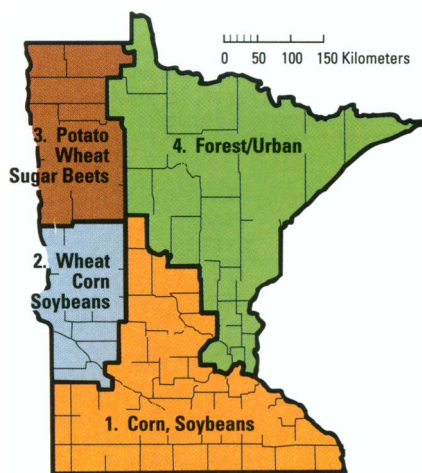 0 50 100 150 Kilometers
3. Potato
Wheat
Sugar Beets
4. Forest/Urban
2. Wheat
Corn
Soybeans
1. Corn, Soybeans